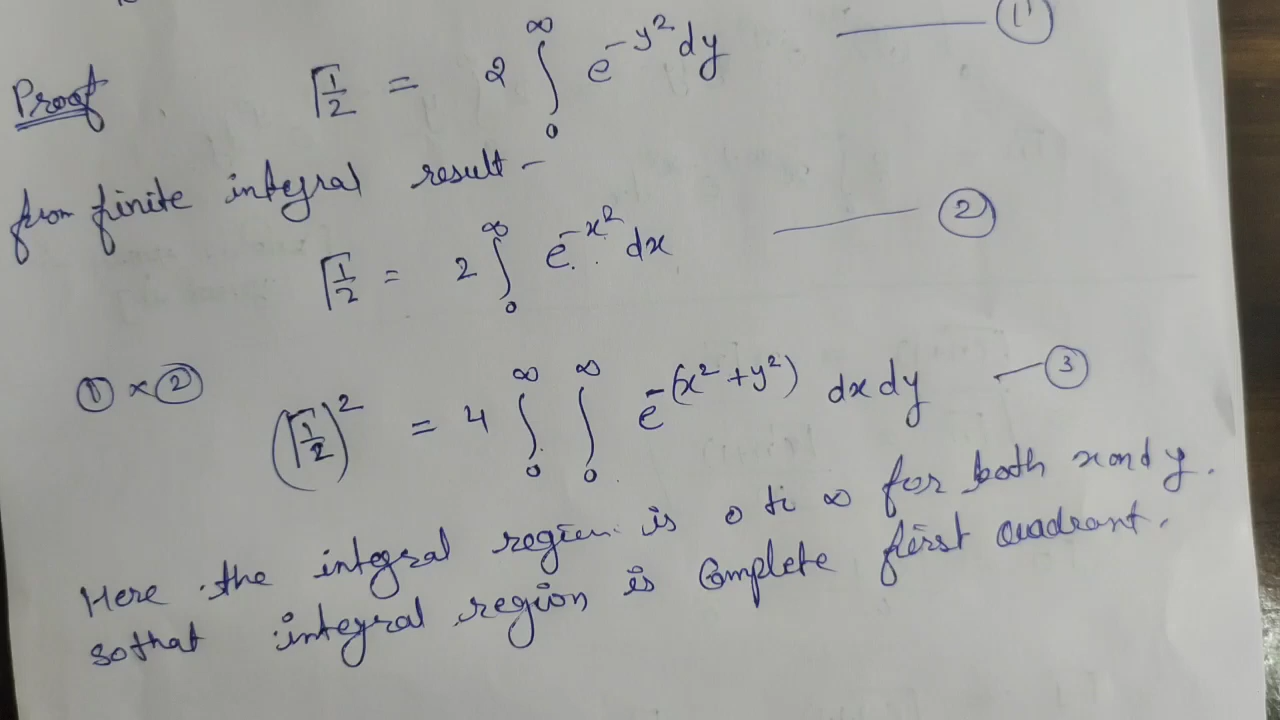 Proof Γ1/2 = 2 ∫₀^∞ e^{-y²} dy —— ①
from finite integral result -
Γ1/2 = 2 ∫₀^∞ e^{-x²} dx —— ②
① × ② (Γ1/2)² = 4 ∫₀^∞ ∫₀^∞ e^{-(x²+y²)} dx dy — ③
Here the integral region is 0 to ∞ for both x and y.
so that integral region is Complete first quadrant.